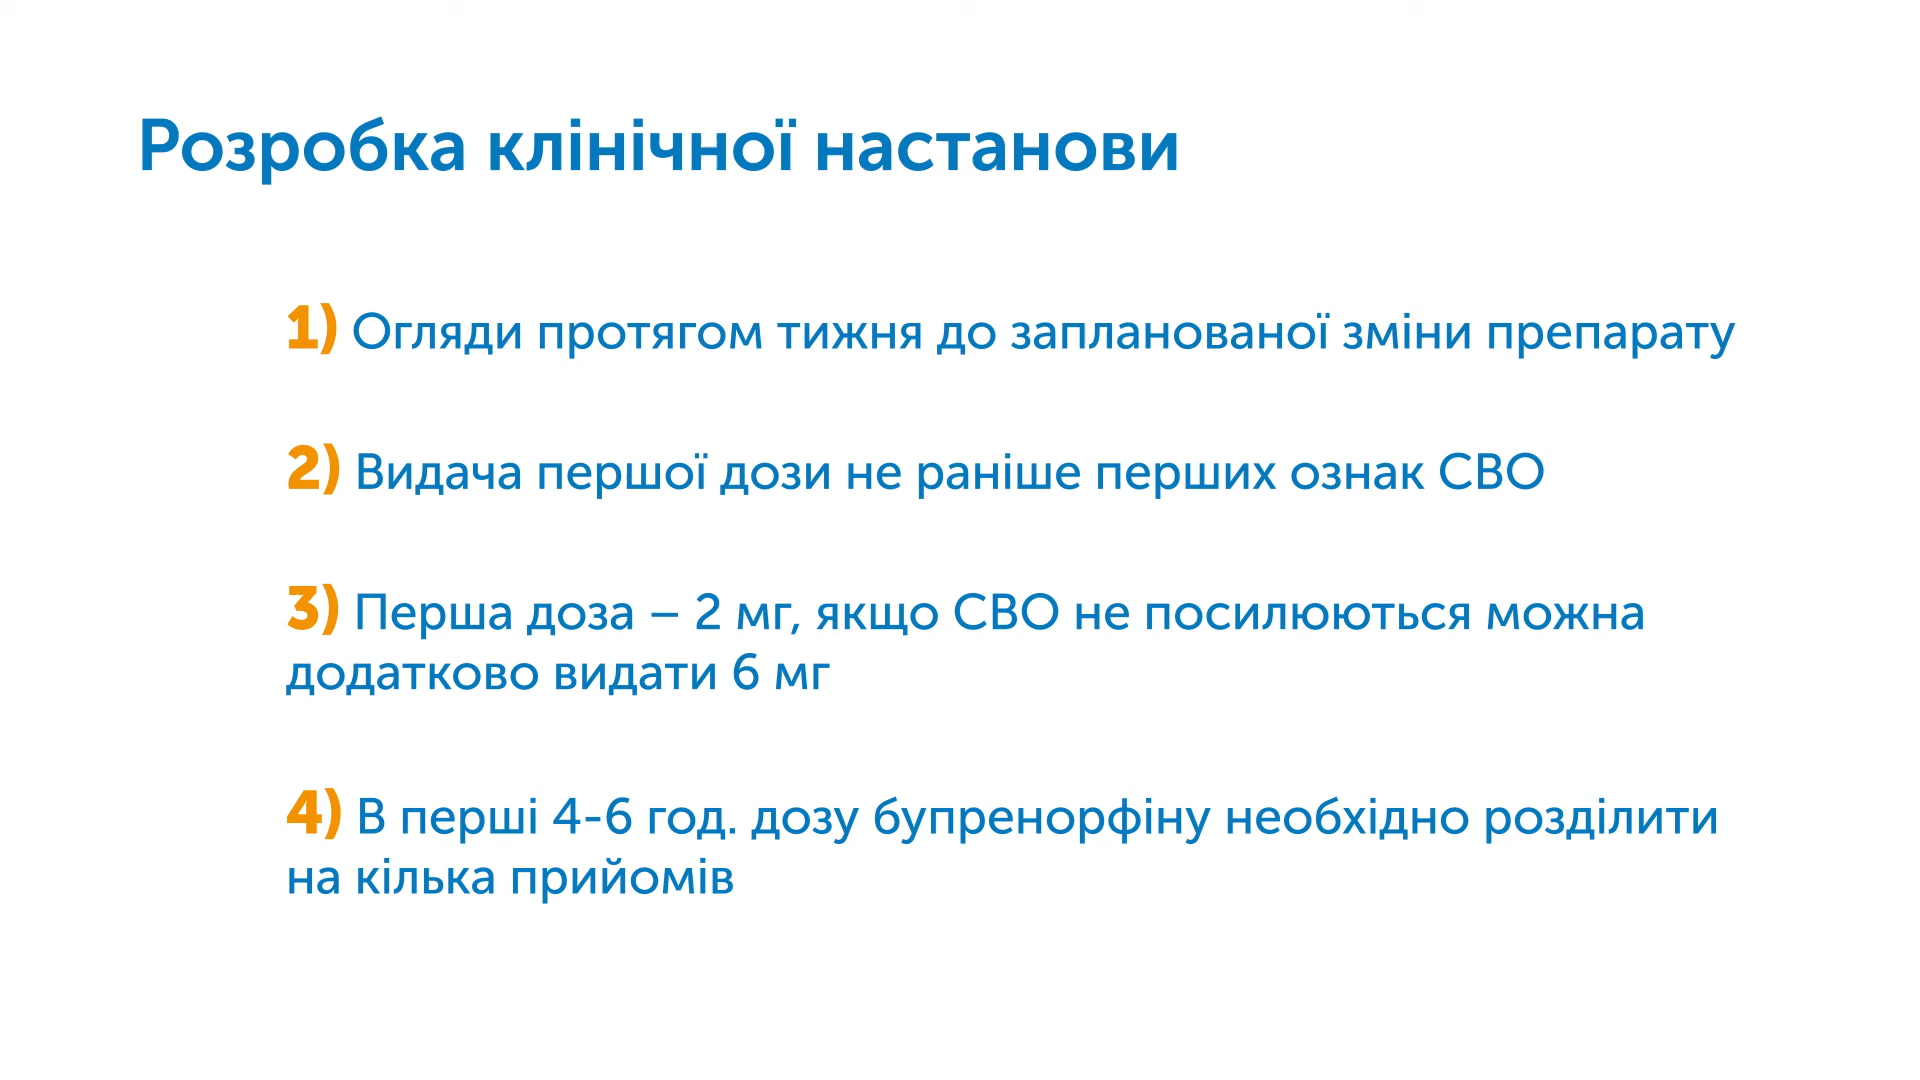 Розробка клінічної настанови
1) Огляди протягом тижня до запланованої зміни препарату
2) Видача першої дози не раніше перших ознак СВО
3) Перша доза – 2 мг, якщо СВО не посилюються можна
додатково видати 6 мг
4) В перші 4-6 год. дозу бупренорфіну необхідно розділити
на кілька прийомів